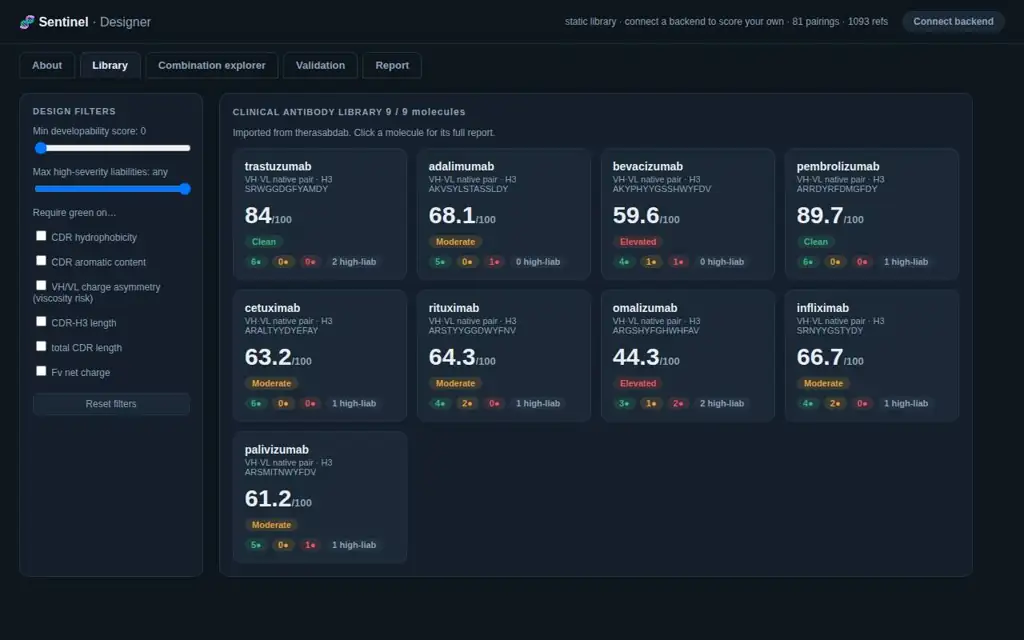 🧬 Sentinel · Designer
static library · connect a backend to score your own · 81 pairings · 1093 refs
Connect backend
About
Library
Combination explorer
Validation
Report
DESIGN FILTERS
Min developability score: 0
Max high-severity liabilities: any
Require green on…
CDR hydrophobicity
CDR aromatic content
VH/VL charge asymmetry
(viscosity risk)
CDR-H3 length
total CDR length
Fv net charge
Reset filters
CLINICAL ANTIBODY LIBRARY 9 / 9 molecules
Imported from therasabdab. Click a molecule for its full report.
trastuzumab
VH·VL native pair · H3
SRWGGDGFYAMDY
84/100
Clean
6● 0● 0● 2 high-liab
adalimumab
VH·VL native pair · H3
AKVSYLSTASSLDY
68.1/100
Moderate
5● 0● 1● 0 high-liab
bevacizumab
VH·VL native pair · H3
AKYPHYYGSSHWYFDV
59.6/100
Elevated
4● 1● 1● 0 high-liab
pembrolizumab
VH·VL native pair · H3
ARRDYRFDMGFDY
89.7/100
Clean
6● 0● 0● 1 high-liab
cetuximab
VH·VL native pair · H3
ARALTYYDYEFAY
63.2/100
Moderate
6● 0● 0● 1 high-liab
rituximab
VH·VL native pair · H3
ARSTYYGGDWYFNV
64.3/100
Moderate
4● 2● 0● 1 high-liab
omalizumab
VH·VL native pair · H3
ARGSHYFGHWHFAV
44.3/100
Elevated
3● 1● 2● 2 high-liab
infliximab
VH·VL native pair · H3
SRNYYGSTYDY
66.7/100
Moderate
4● 2● 0● 1 high-liab
palivizumab
VH·VL native pair · H3
ARSMITNWYFDV
61.2/100
Moderate
5● 0● 1● 1 high-liab